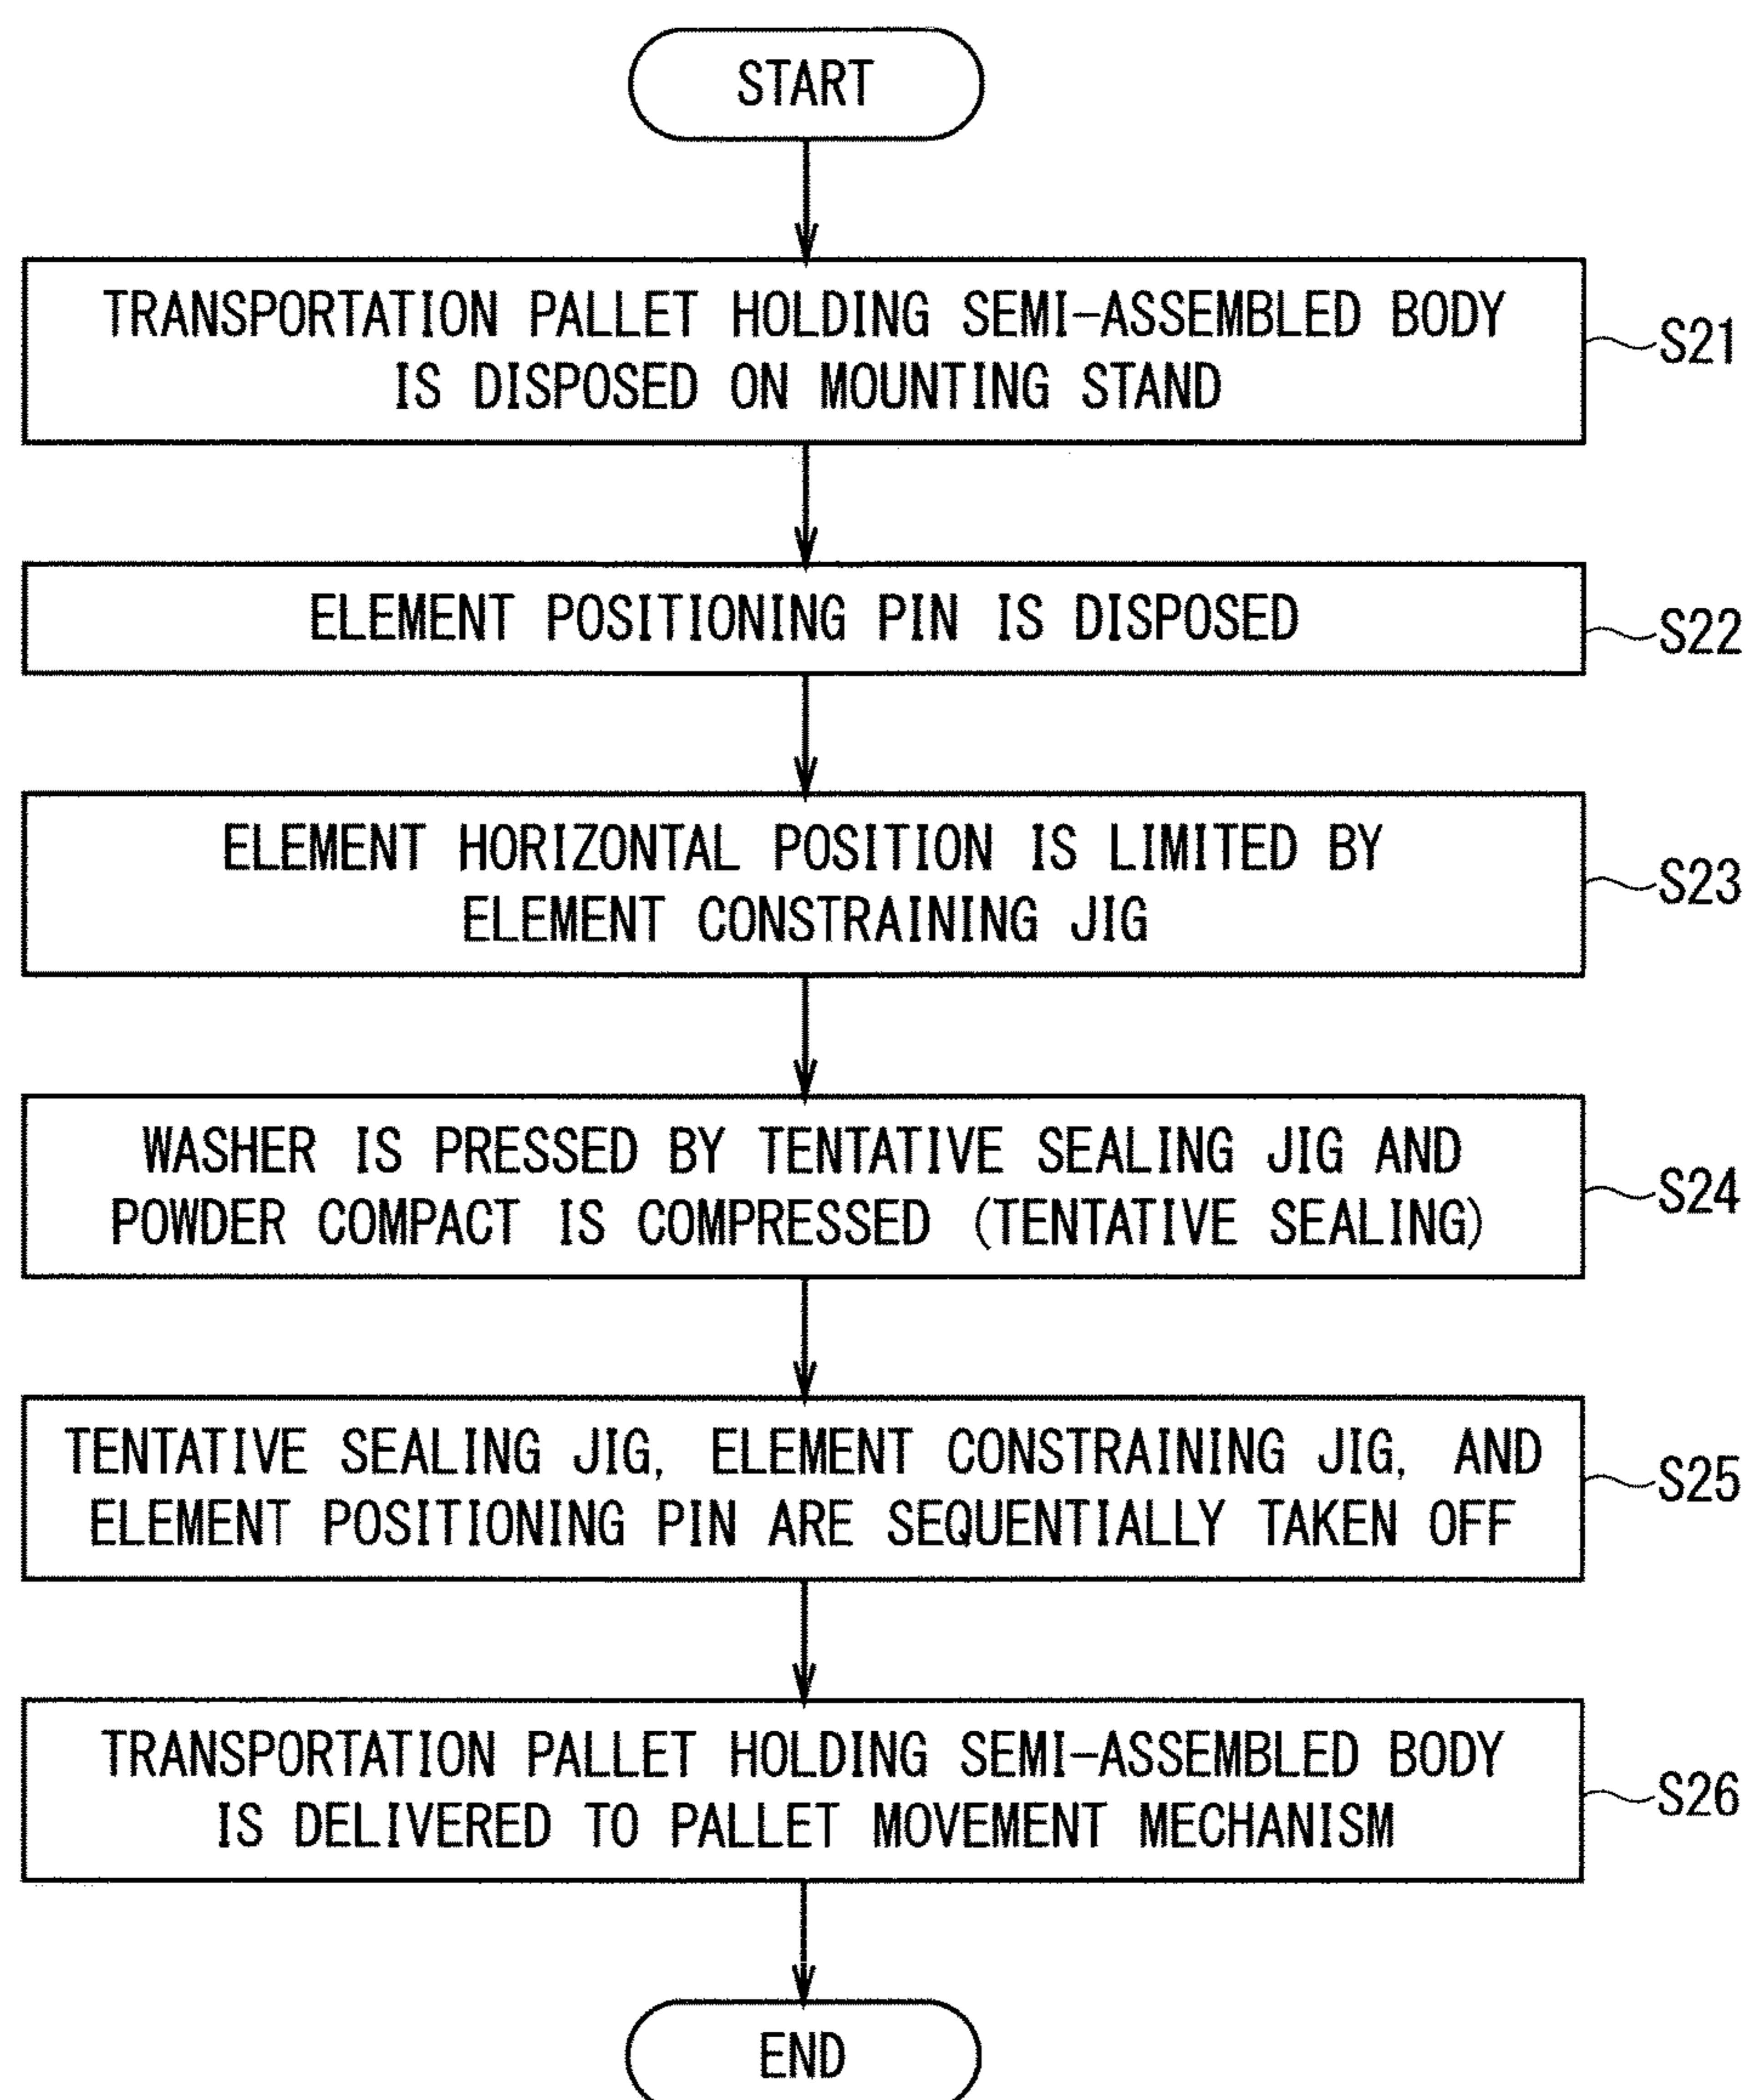 START
TRANSPORTATION PALLET HOLDING SEMI-ASSEMBLED BODY
IS DISPOSED ON MOUNTING STAND
S21
ELEMENT POSITIONING PIN IS DISPOSED
S22
ELEMENT HORIZONTAL POSITION IS LIMITED BY
ELEMENT CONSTRAINING JIG
S23
WASHER IS PRESSED BY TENTATIVE SEALING JIG AND
POWDER COMPACT IS COMPRESSED (TENTATIVE SEALING)
S24
TENTATIVE SEALING JIG, ELEMENT CONSTRAINING JIG, AND
ELEMENT POSITIONING PIN ARE SEQUENTIALLY TAKEN OFF
S25
TRANSPORTATION PALLET HOLDING SEMI-ASSEMBLED BODY
IS DELIVERED TO PALLET MOVEMENT MECHANISM
S26
END